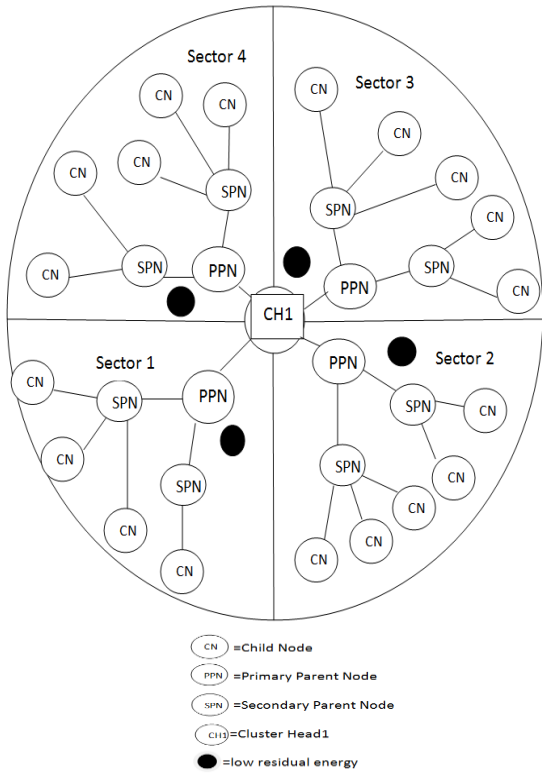 Sector 4
Sector 3
CN
CN
CN
CN
CN
CN
CN
CN
SPN
SPN
CN
SPN
SPN
PPN
PPN
CN
CN
CH1
Sector 1
Sector 2
PPN
CN
SPN
PPN
SPN
CN
CN
SPN
CN
SPN
CN
CN
CN
CN
CN
CN =Child Node
PPN =Primary Parent Node
SPN =Secondary Parent Node
CH1 =Cluster Head1
=low residual energy